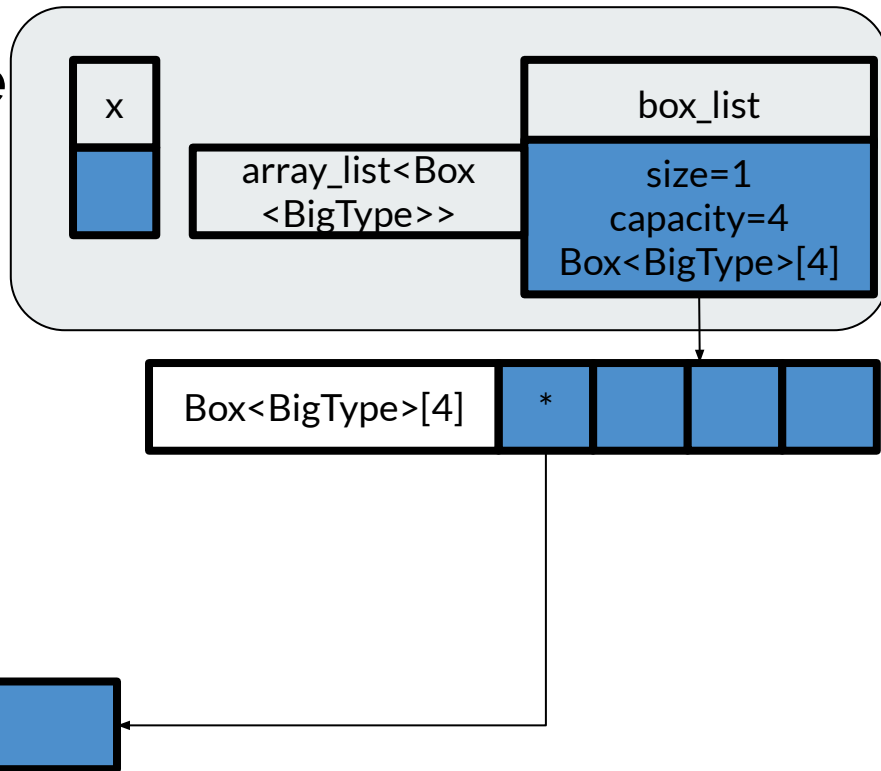 e
x
box_list
array_list<Box
<BigType>>
size=1
capacity=4
Box<BigType>[4]
Box<BigType>[4]
*